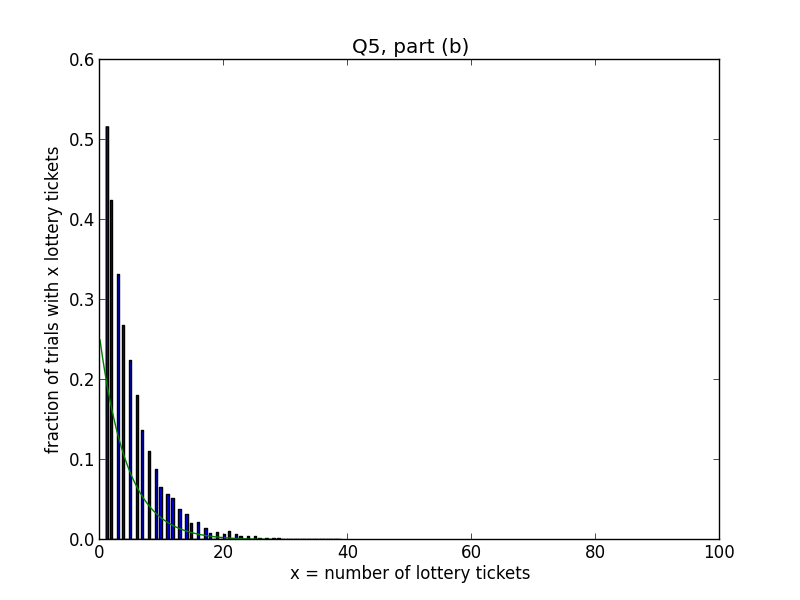 Q5, part (b)
0.6
0.5
0.4
0.3
0.2
0.1
0.0
fraction of trials with x lottery tickets
0 20 40 60 80 100
x = number of lottery tickets